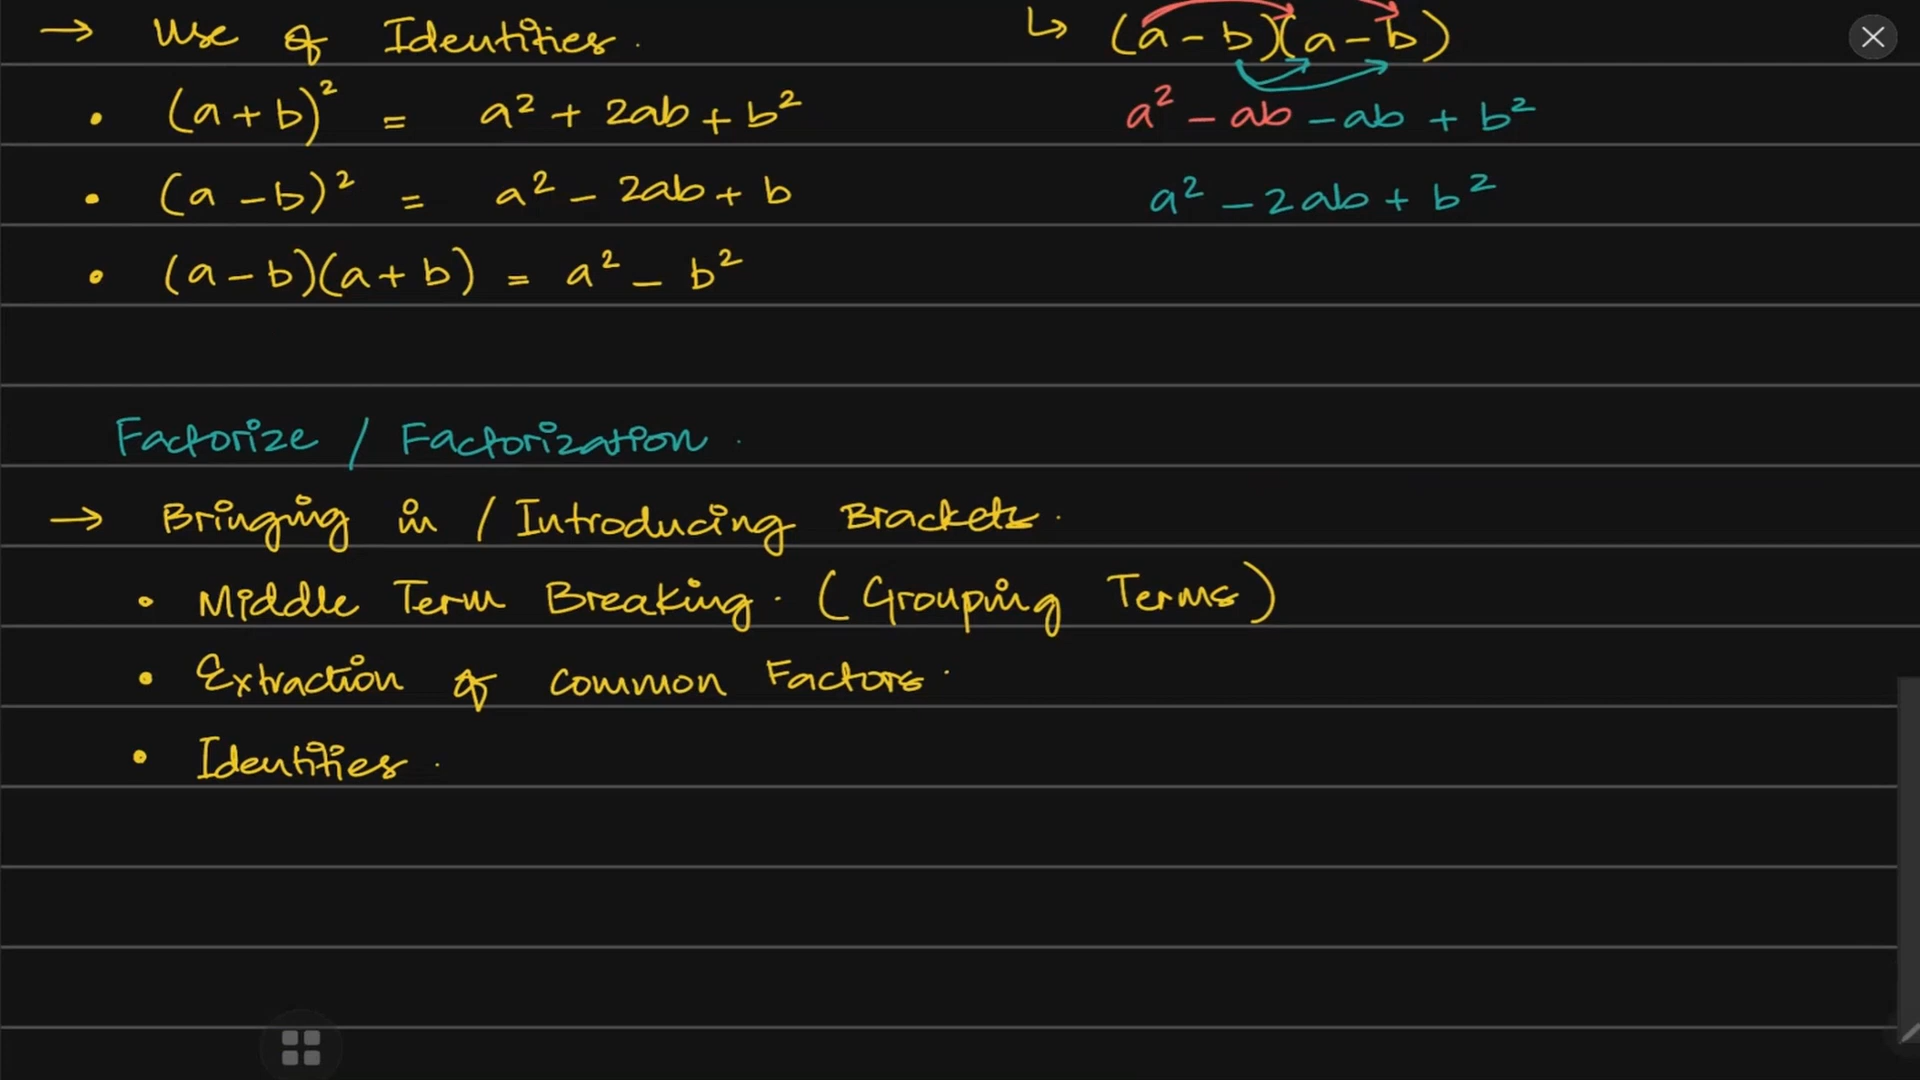 → Use of Identities.
• (a + b)² = a² + 2ab + b²
• (a - b)² = a² - 2ab + b
• (a - b)(a + b) = a² - b²
↳ (a - b)(a - b)
a² - ab - ab + b²
a² - 2ab + b²
Factorize / Factorization.
→ Bringing in / Introducing Brackets.
• Middle Term Breaking. (Grouping Terms)
• Extraction of common Factors.
• Identities.